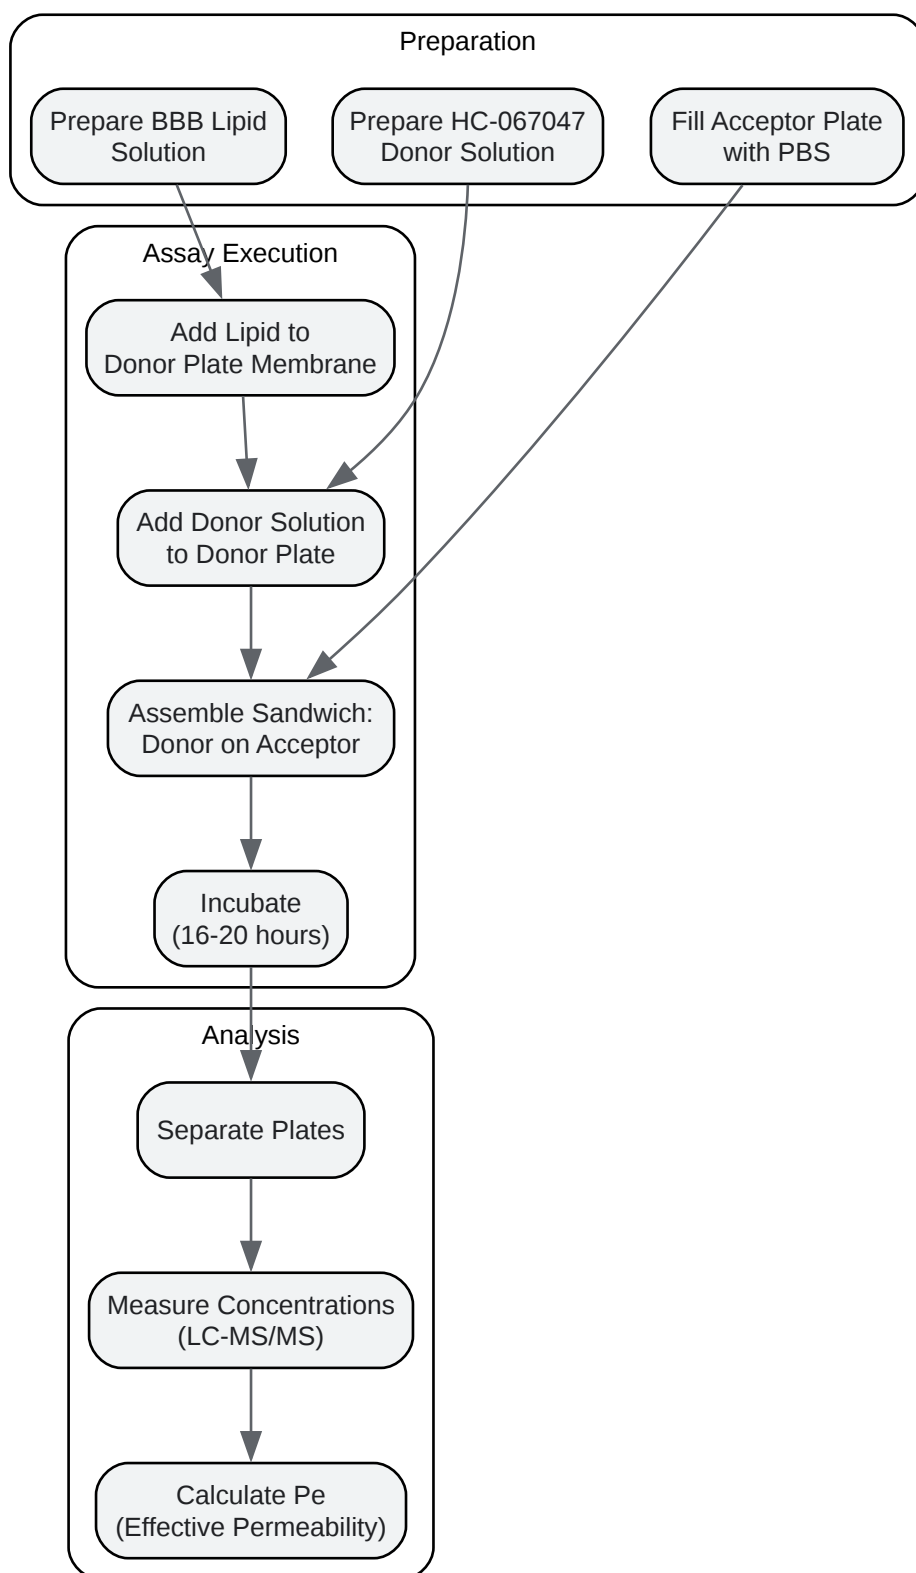 Preparation
Prepare BBB Lipid
Solution
Prepare HC-067047
Donor Solution
Fill Acceptor Plate
with PBS
Assay Execution
Add Lipid to
Donor Plate Membrane
Add Donor Solution
to Donor Plate
Assemble Sandwich:
Donor on Acceptor
Incubate
(16-20 hours)
Analysis
Separate Plates
Measure Concentrations
(LC-MS/MS)
Calculate Pe
(Effective Permeability)